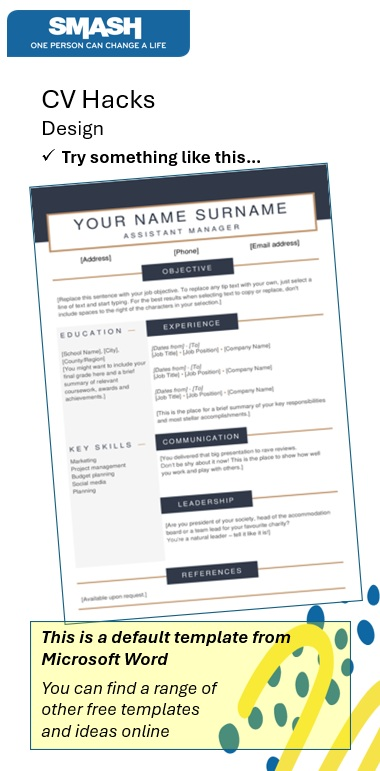 SMASH
ONE PERSON CAN CHANGE A LIFE
CV Hacks
Design
✓ Try something like this...
YOUR NAME SURNAME
ASSISTANT MANAGER
[Address] [Phone] [Email address]
OBJECTIVE
[Replace this sentence with your job objective. To replace any tip text with your own, just select a
line of text and start typing. For the best results when selecting text to copy or replace, don't
include spaces to the right of the characters in your selection.]
EDUCATION
[School Name], [City],
[County/Region]
[You might want to include your
final grade here and a brief
summary of relevant
coursework, awards and
achievements.]
KEY SKILLS
Marketing
Project management
Budget planning
Social media
Planning
EXPERIENCE
[Dates from] - [To]
[Job Title] - [Job Position] - [Company Name]
[Dates from] - [To]
[Job Title] - [Job Position] - [Company Name]
[Dates from] - [To]
[Job Title] - [Job Position] - [Company Name]
[This is the place for a brief summary of your key responsibilities
and most stellar accomplishments.]
COMMUNICATION
[You delivered that big presentation to rave reviews.
Don't be shy about it now! This is the place to show how well
you work and play with others.]
LEADERSHIP
[Are you president of your society, head of the accommodation
board or a team lead for your favourite charity?
You're a natural leader – tell it like it is!]
REFERENCES
[Available upon request.]
This is a default template from
Microsoft Word
You can find a range of
other free templates
and ideas online